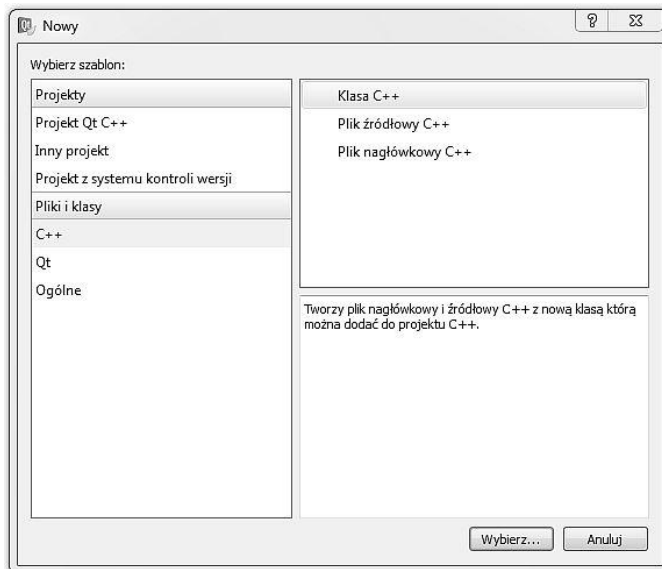 Nowy
Wybierz szablon:
Projekty
Projekt Qt C++
Inny projekt
Projekt z systemu kontroli wersji
Pliki i klasy
C++
Qt
Ogólne
Klasa C++
Plik źródłowy C++
Plik nagłówkowy C++
Tworzy plik nagłówkowy i źródłowy C++ z nową klasą którą
można dodać do projektu C++.
Wybierz...
Anuluj